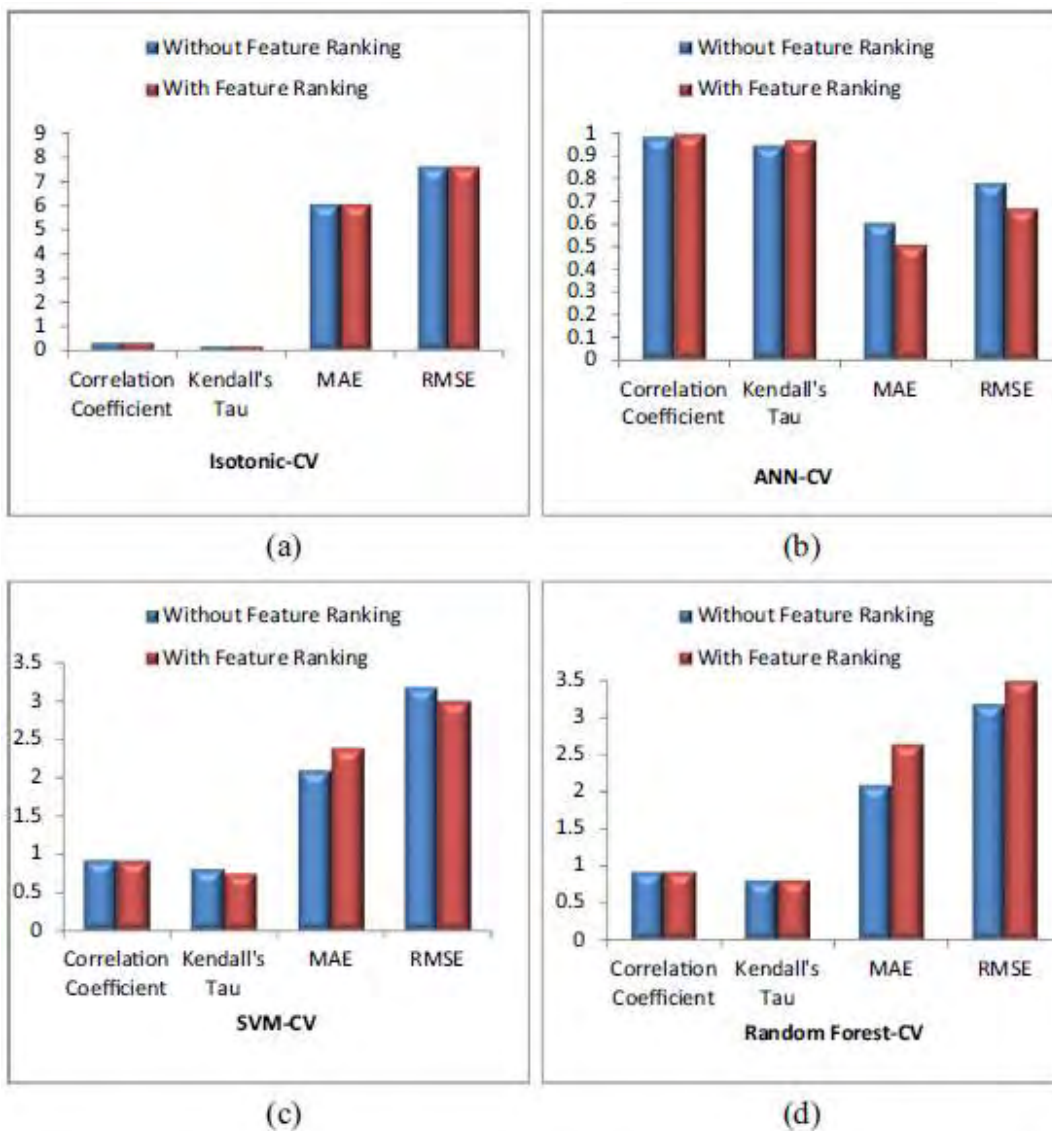 Without Feature Ranking
With Feature Ranking
9
8
7
6
5
4
3
2
1
0
Correlation Coefficient
Kendall's Tau
MAE
RMSE
Isotonic-CV
(a)
Without Feature Ranking
With Feature Ranking
1
0.9
0.8
0.7
0.6
0.5
0.4
0.3
0.2
0.1
0
Correlation Coefficient
Kendall's Tau
MAE
RMSE
ANN-CV
(b)
Without Feature Ranking
With Feature Ranking
3.5
3
2.5
2
1.5
1
0.5
0
Correlation Coefficient
Kendall's Tau
MAE
RMSE
SVM-CV
(c)
Without Feature Ranking
With Feature Ranking
3.5
3
2.5
2
1.5
1
0.5
0
Correlation Coefficient
Kendall's Tau
MAE
RMSE
Random Forest-CV
(d)